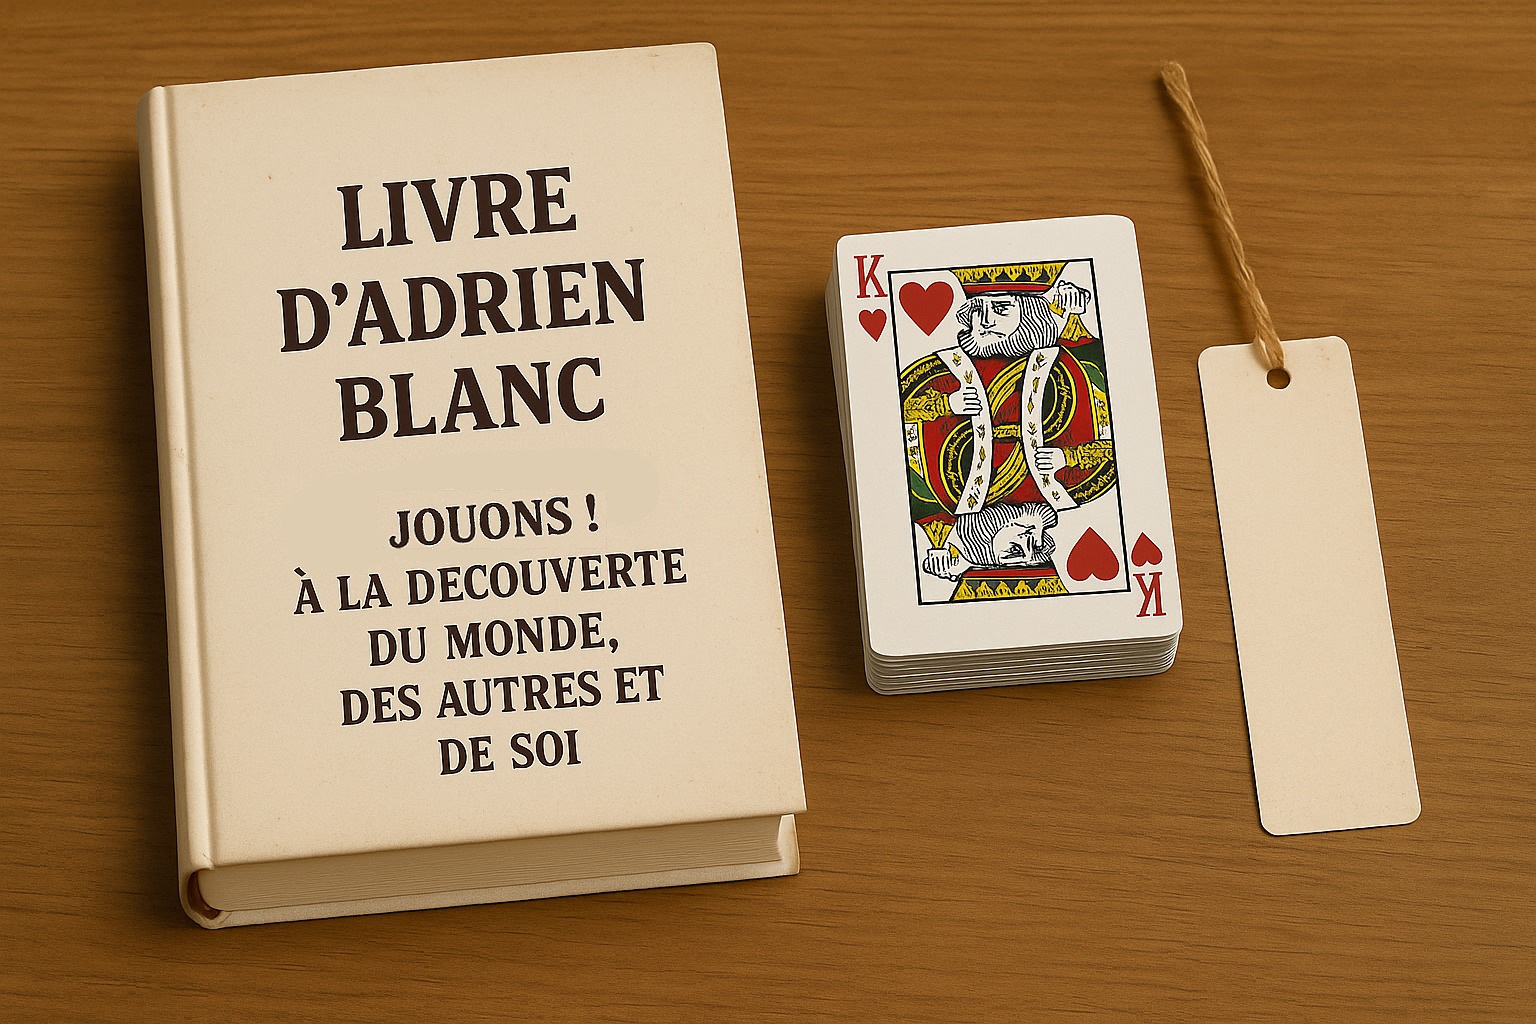 LIVRE
D'ADRIEN
BLANC
JOUONS !
À LA DECOUVERTE
DU MONDE,
DES AUTRES ET
DE SOI
K
K